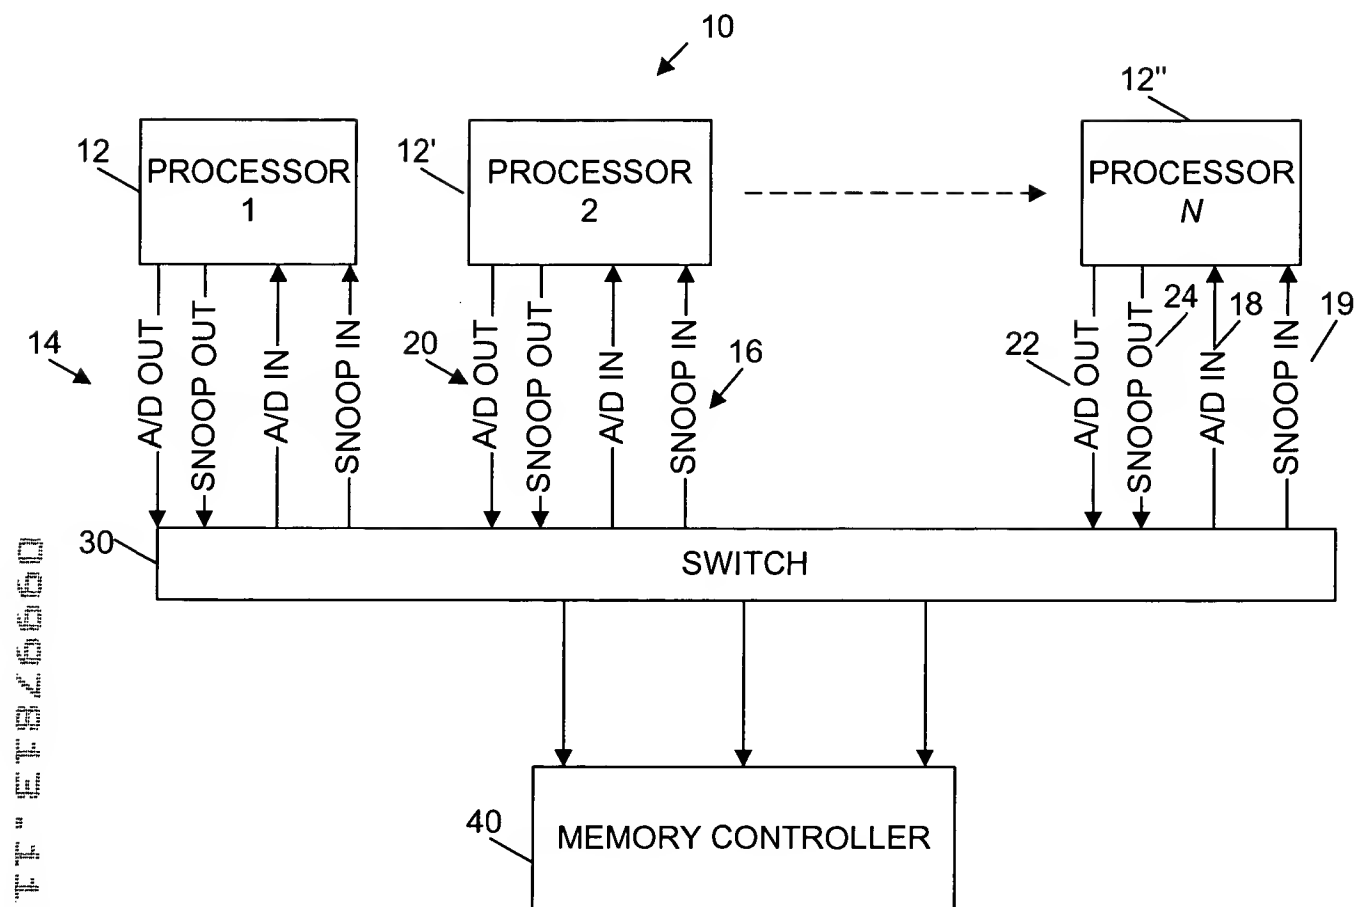 10
12
PROCESSOR
1
12'
PROCESSOR
2
12"
PROCESSOR
N
14
A/D OUT
SNOOP OUT
A/D IN
SNOOP IN
20
A/D OUT
SNOOP OUT
A/D IN
SNOOP IN
16
22
A/D OUT
SNOOP OUT
24
A/D IN
18
SNOOP IN
19
30
SWITCH
40
MEMORY CONTROLLER